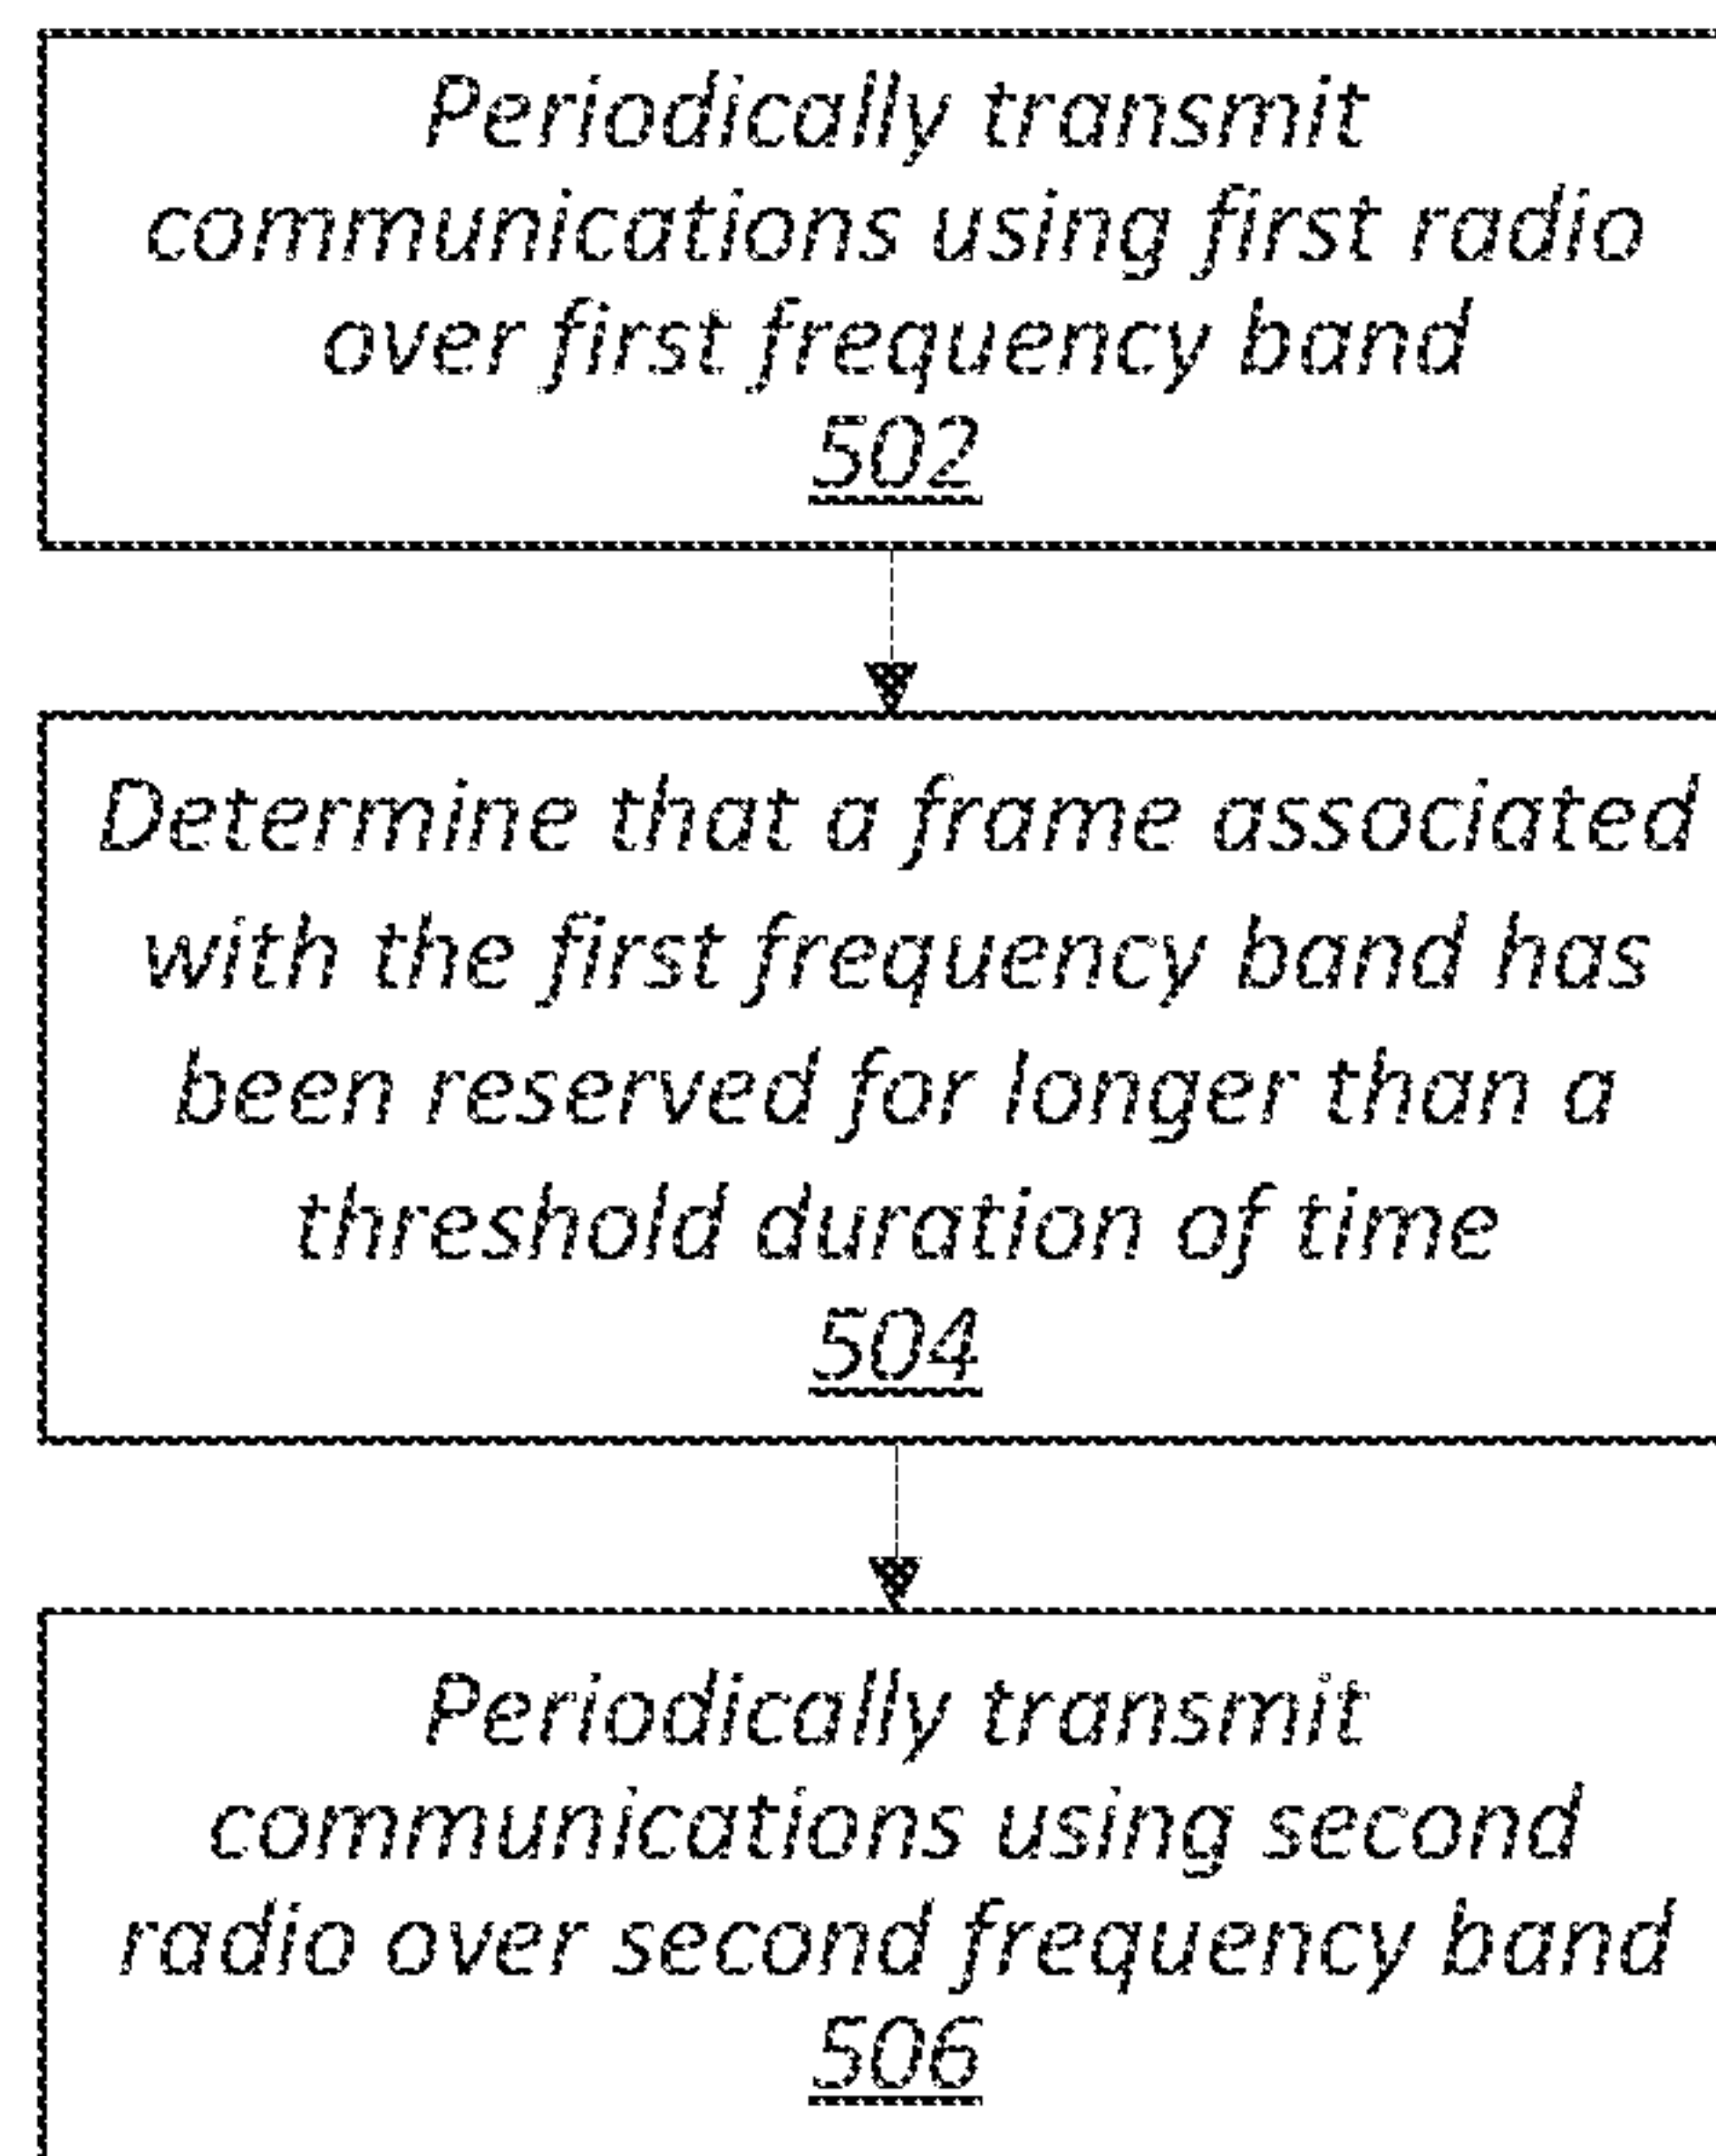 Periodically transmit
communications using first radio
over first frequency band
502
Determine that a frame associated
with the first frequency band has
been reserved for longer than a
threshold duration of time
504
Periodically transmit
communications using second
radio over second frequency band
506